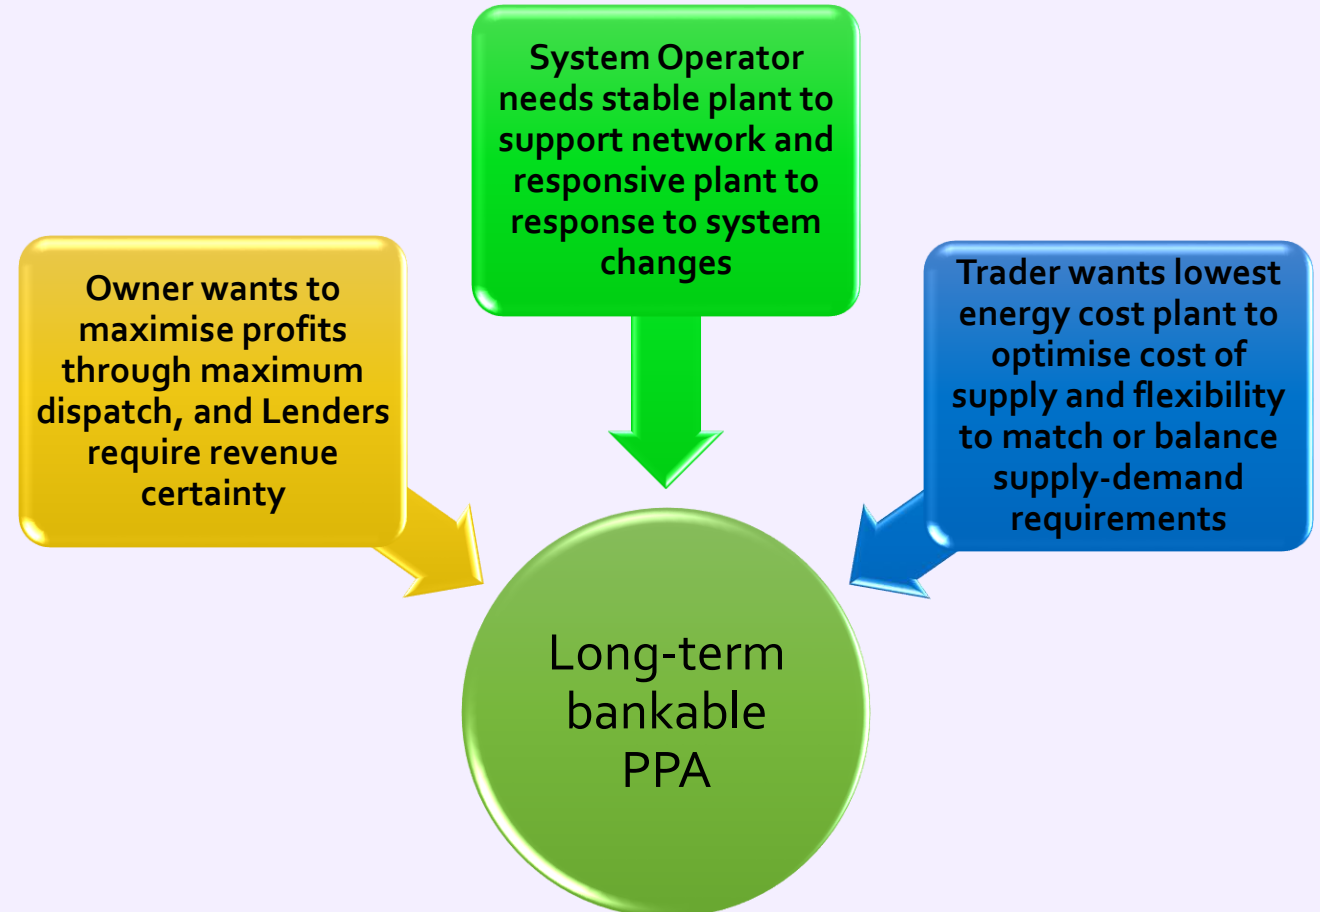 System Operator
needs stable plant to
support network and
responsive plant to
response to system
changes
Owner wants to
maximise profits
through maximum
dispatch, and Lenders
require revenue
certainty
Trader wants lowest
energy cost plant to
optimise cost of
supply and flexibility
to match or balance
supply-demand
requirements
Long-term
bankable
PPA